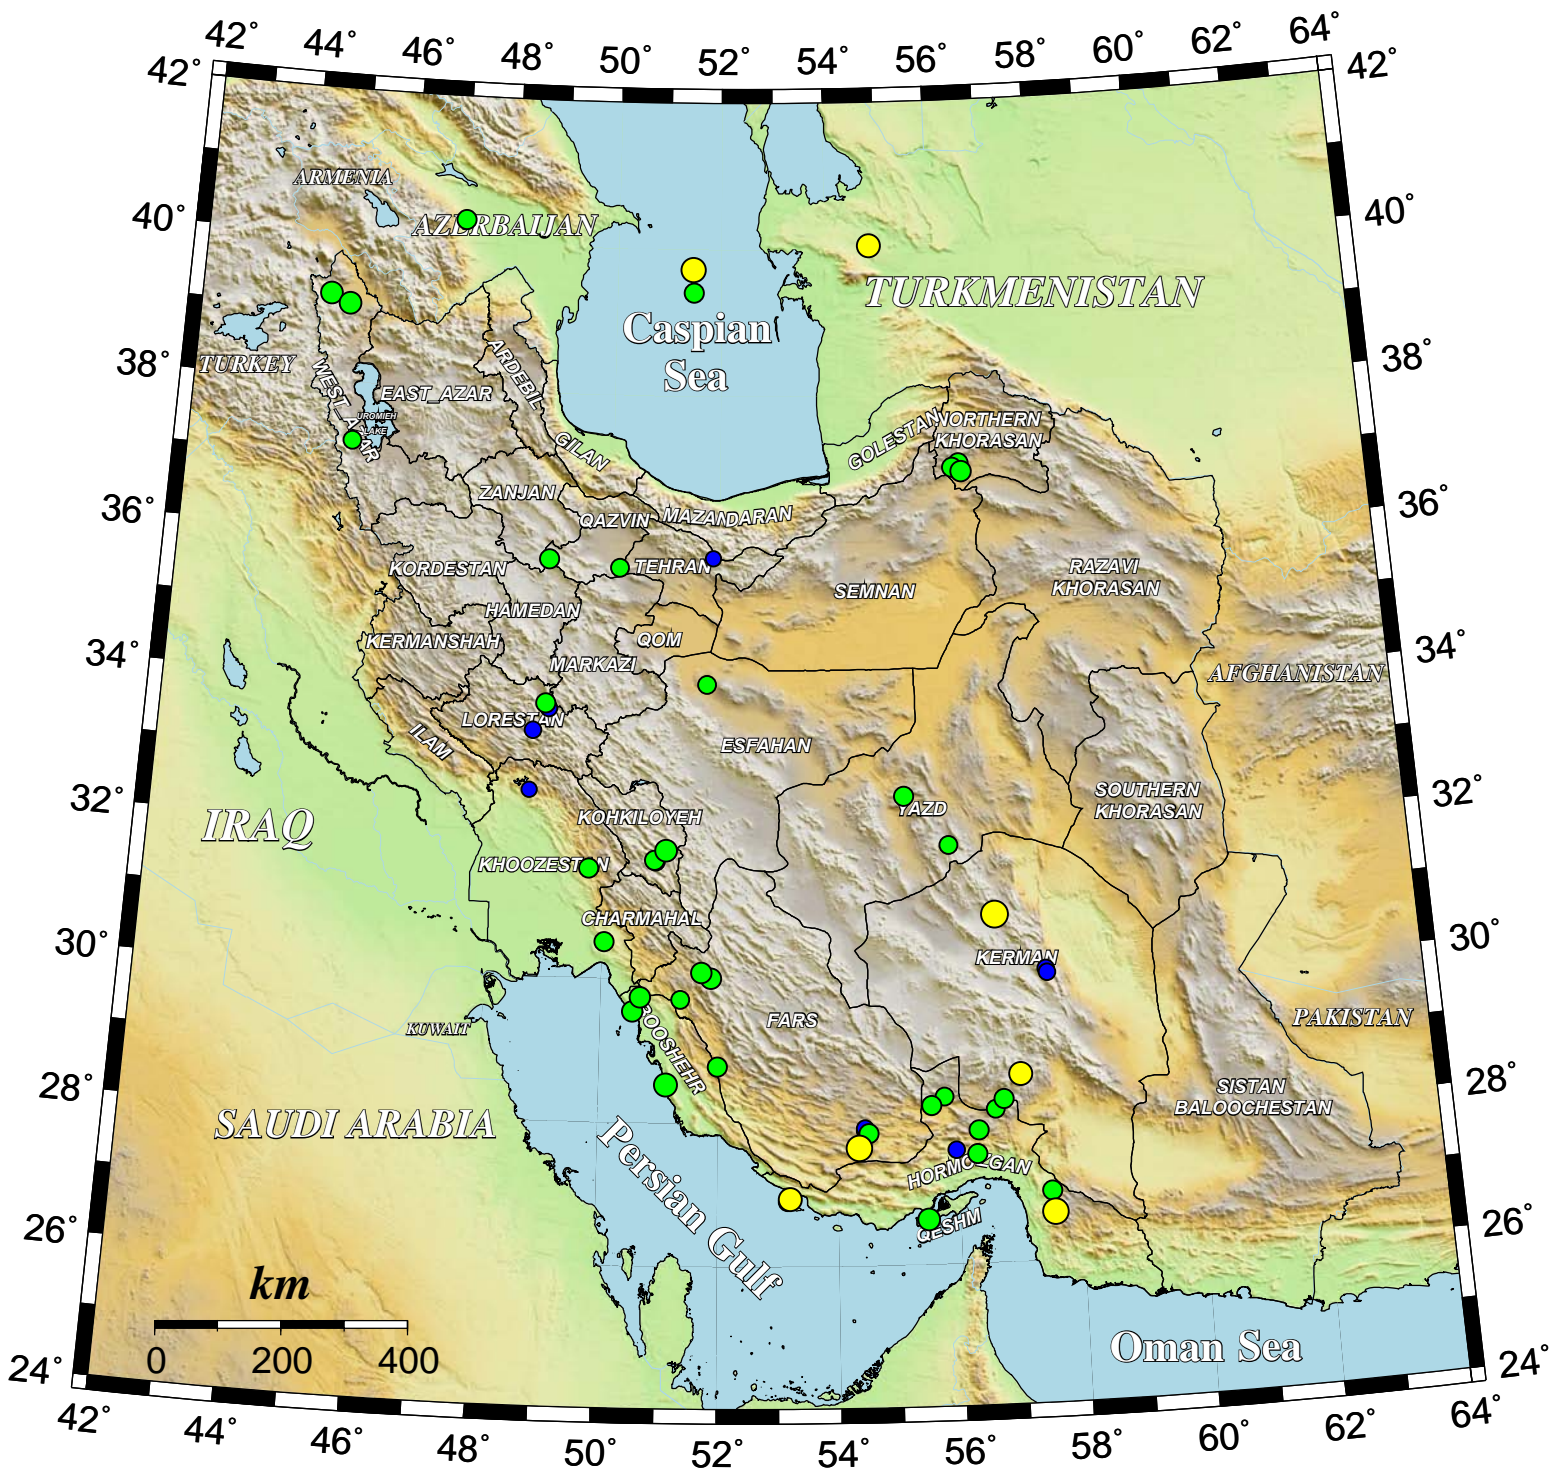 42° 44° 46° 48° 50° 52° 54° 56° 58° 60° 62° 64°
42° 42°
ARMENIA
40° AZERBAIJAN 40°
TURKMENISTAN
Caspian
Sea
38° TURKEY 38°
WEST_AZAR
EAST_AZAR
ARDEBIL
UROMIEH
LAKE
GILAN
GOLESTAN
NORTHERN
KHORASAN
36° 36°
ZANJAN
QAZVIN
MAZANDARAN
KORDESTAN
TEHRAN
SEMNAN
RAZAVI
KHORASAN
HAMEDAN
KERMANSHAH
QOM
34° 34°
MARKAZI
AFGHANISTAN
LORESTAN
ILAM
ESFAHAN
32° 32°
IRAQ
KOHKILOYEH
YAZD
SOUTHERN
KHORASAN
KHOOZESTAN
CHARMAHAL
30° 30°
KERMAN
KUWAIT
FARS
PAKISTAN
BOOSHEHR
28° 28°
SAUDI ARABIA
SISTAN
BALOOCHESTAN
Persian Gulf
HORMOZGAN
QESHM
26° 26°
km
0 200 400
Oman Sea
24° 24°
42° 44° 46° 48° 50° 52° 54° 56° 58° 60° 62° 64°